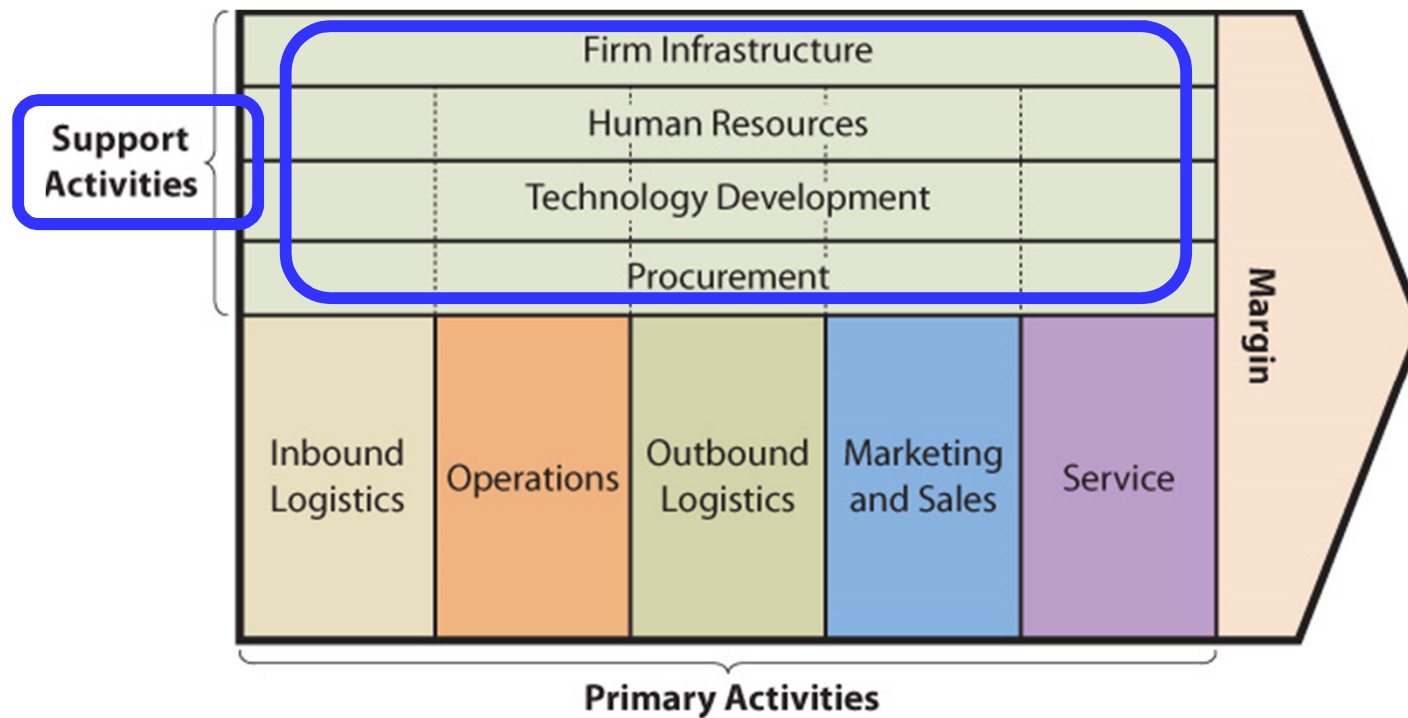 Firm Infrastructure
Support
Activities
Human Resources
Technology Development
Procurement
Margin
Inbound
Logistics
Operations
Outbound
Logistics
Marketing
and Sales
Service
Primary Activities